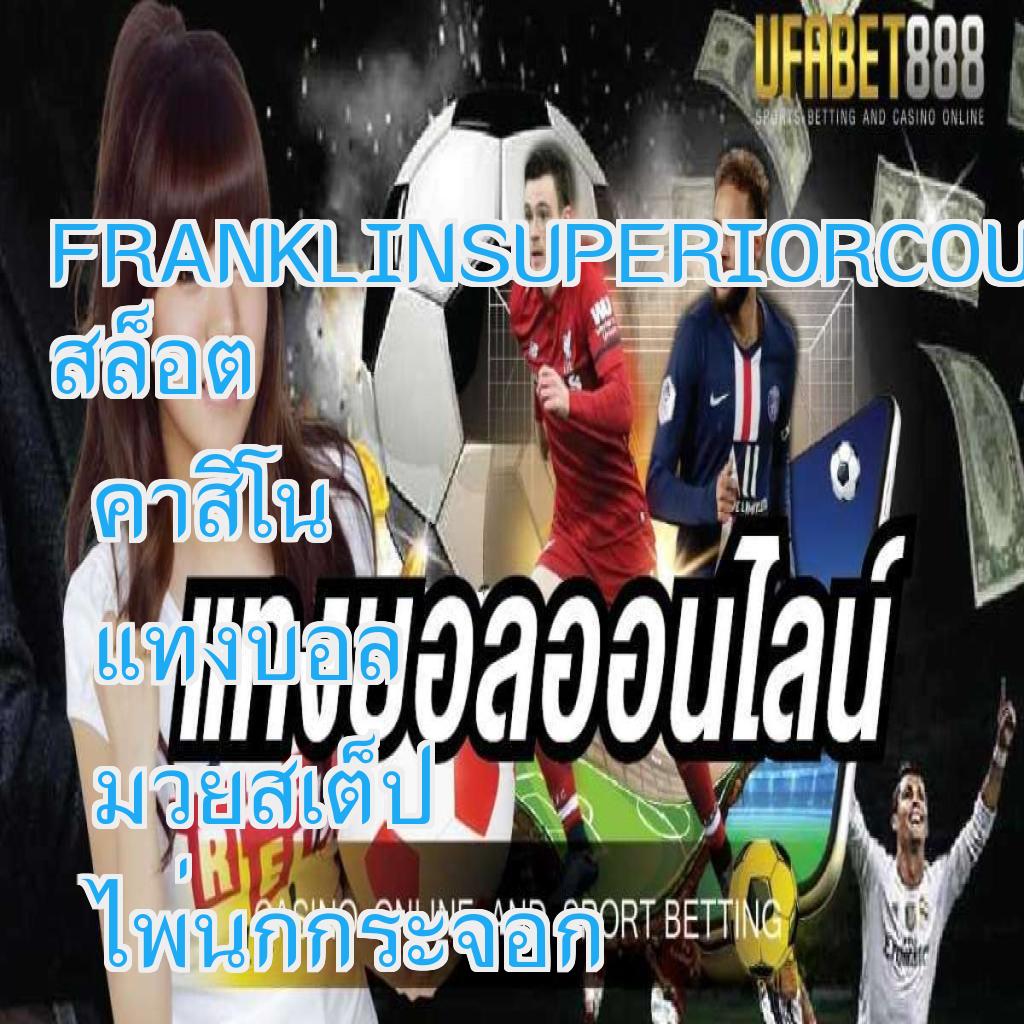 UFABET888
SPORTS BETTING AND CASINO ONLINE
FRANKLINSUPERIORCOU
สล็อต
คาสิโน
แทงบอล
แทงบอลออนไลน์
มวยสเต็ป
ไพ่นกกระจอก
CASINO ONLINE AND SPORT BETTING